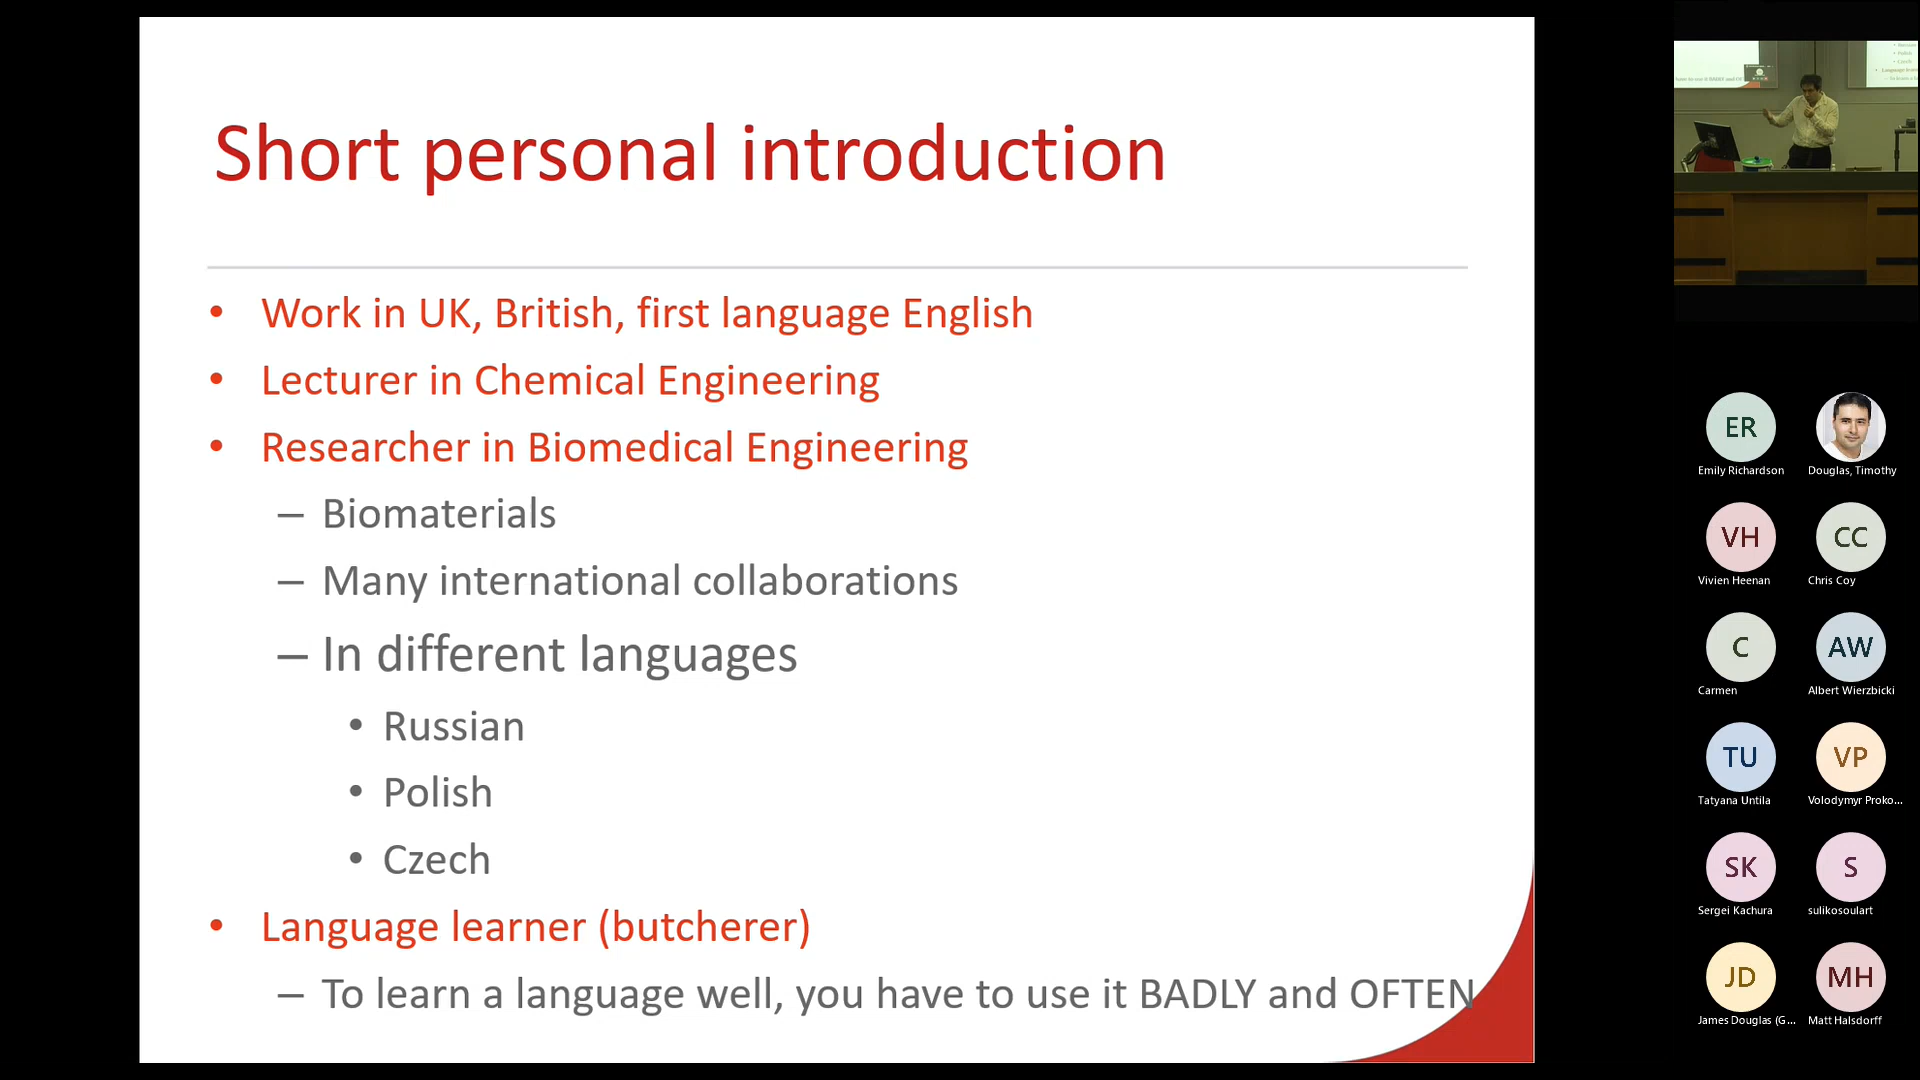 Short personal introduction
• Work in UK, British, first language English
• Lecturer in Chemical Engineering
• Researcher in Biomedical Engineering
– Biomaterials
– Many international collaborations
– In different languages
• Russian
• Polish
• Czech
• Language learner (butcherer)
– To learn a language well, you have to use it BADLY and OFTEN
ER
Emily Richardson
Douglas, Timothy
VH
CC
Vivien Heenan
Chris Coy
C
AW
Carmen
Albert Wierzbicki
TU
VP
Tatyana Untila
Volodymyr Proko...
SK
S
Sergei Kachura
sulikosoulart
JD
MH
James Douglas (G...
Matt Halsdorff